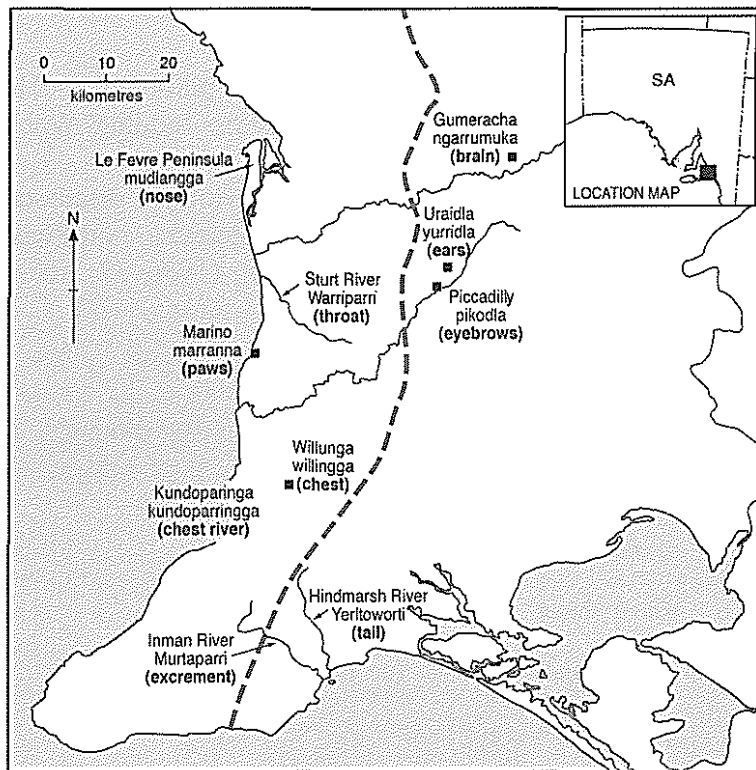 0 10 20
kilometres
SA
LOCATION MAP
Gumeracha
ngarrumuka
(brain)
Le Fevre Peninsula
mudlangga
(nose)
N
Uraidla
yurridla
(ears)
Sturt River
Warriparri
(throat)
Piccadilly
pikodla
(eyebrows)
Marino
marranna
(paws)
Willunga
willingga
(chest)
Kundoparinga
kundoparringga
(chest river)
Hindmarsh River
Yerltoworti
(tail)
Inman River
Murtaparri
(excrement)